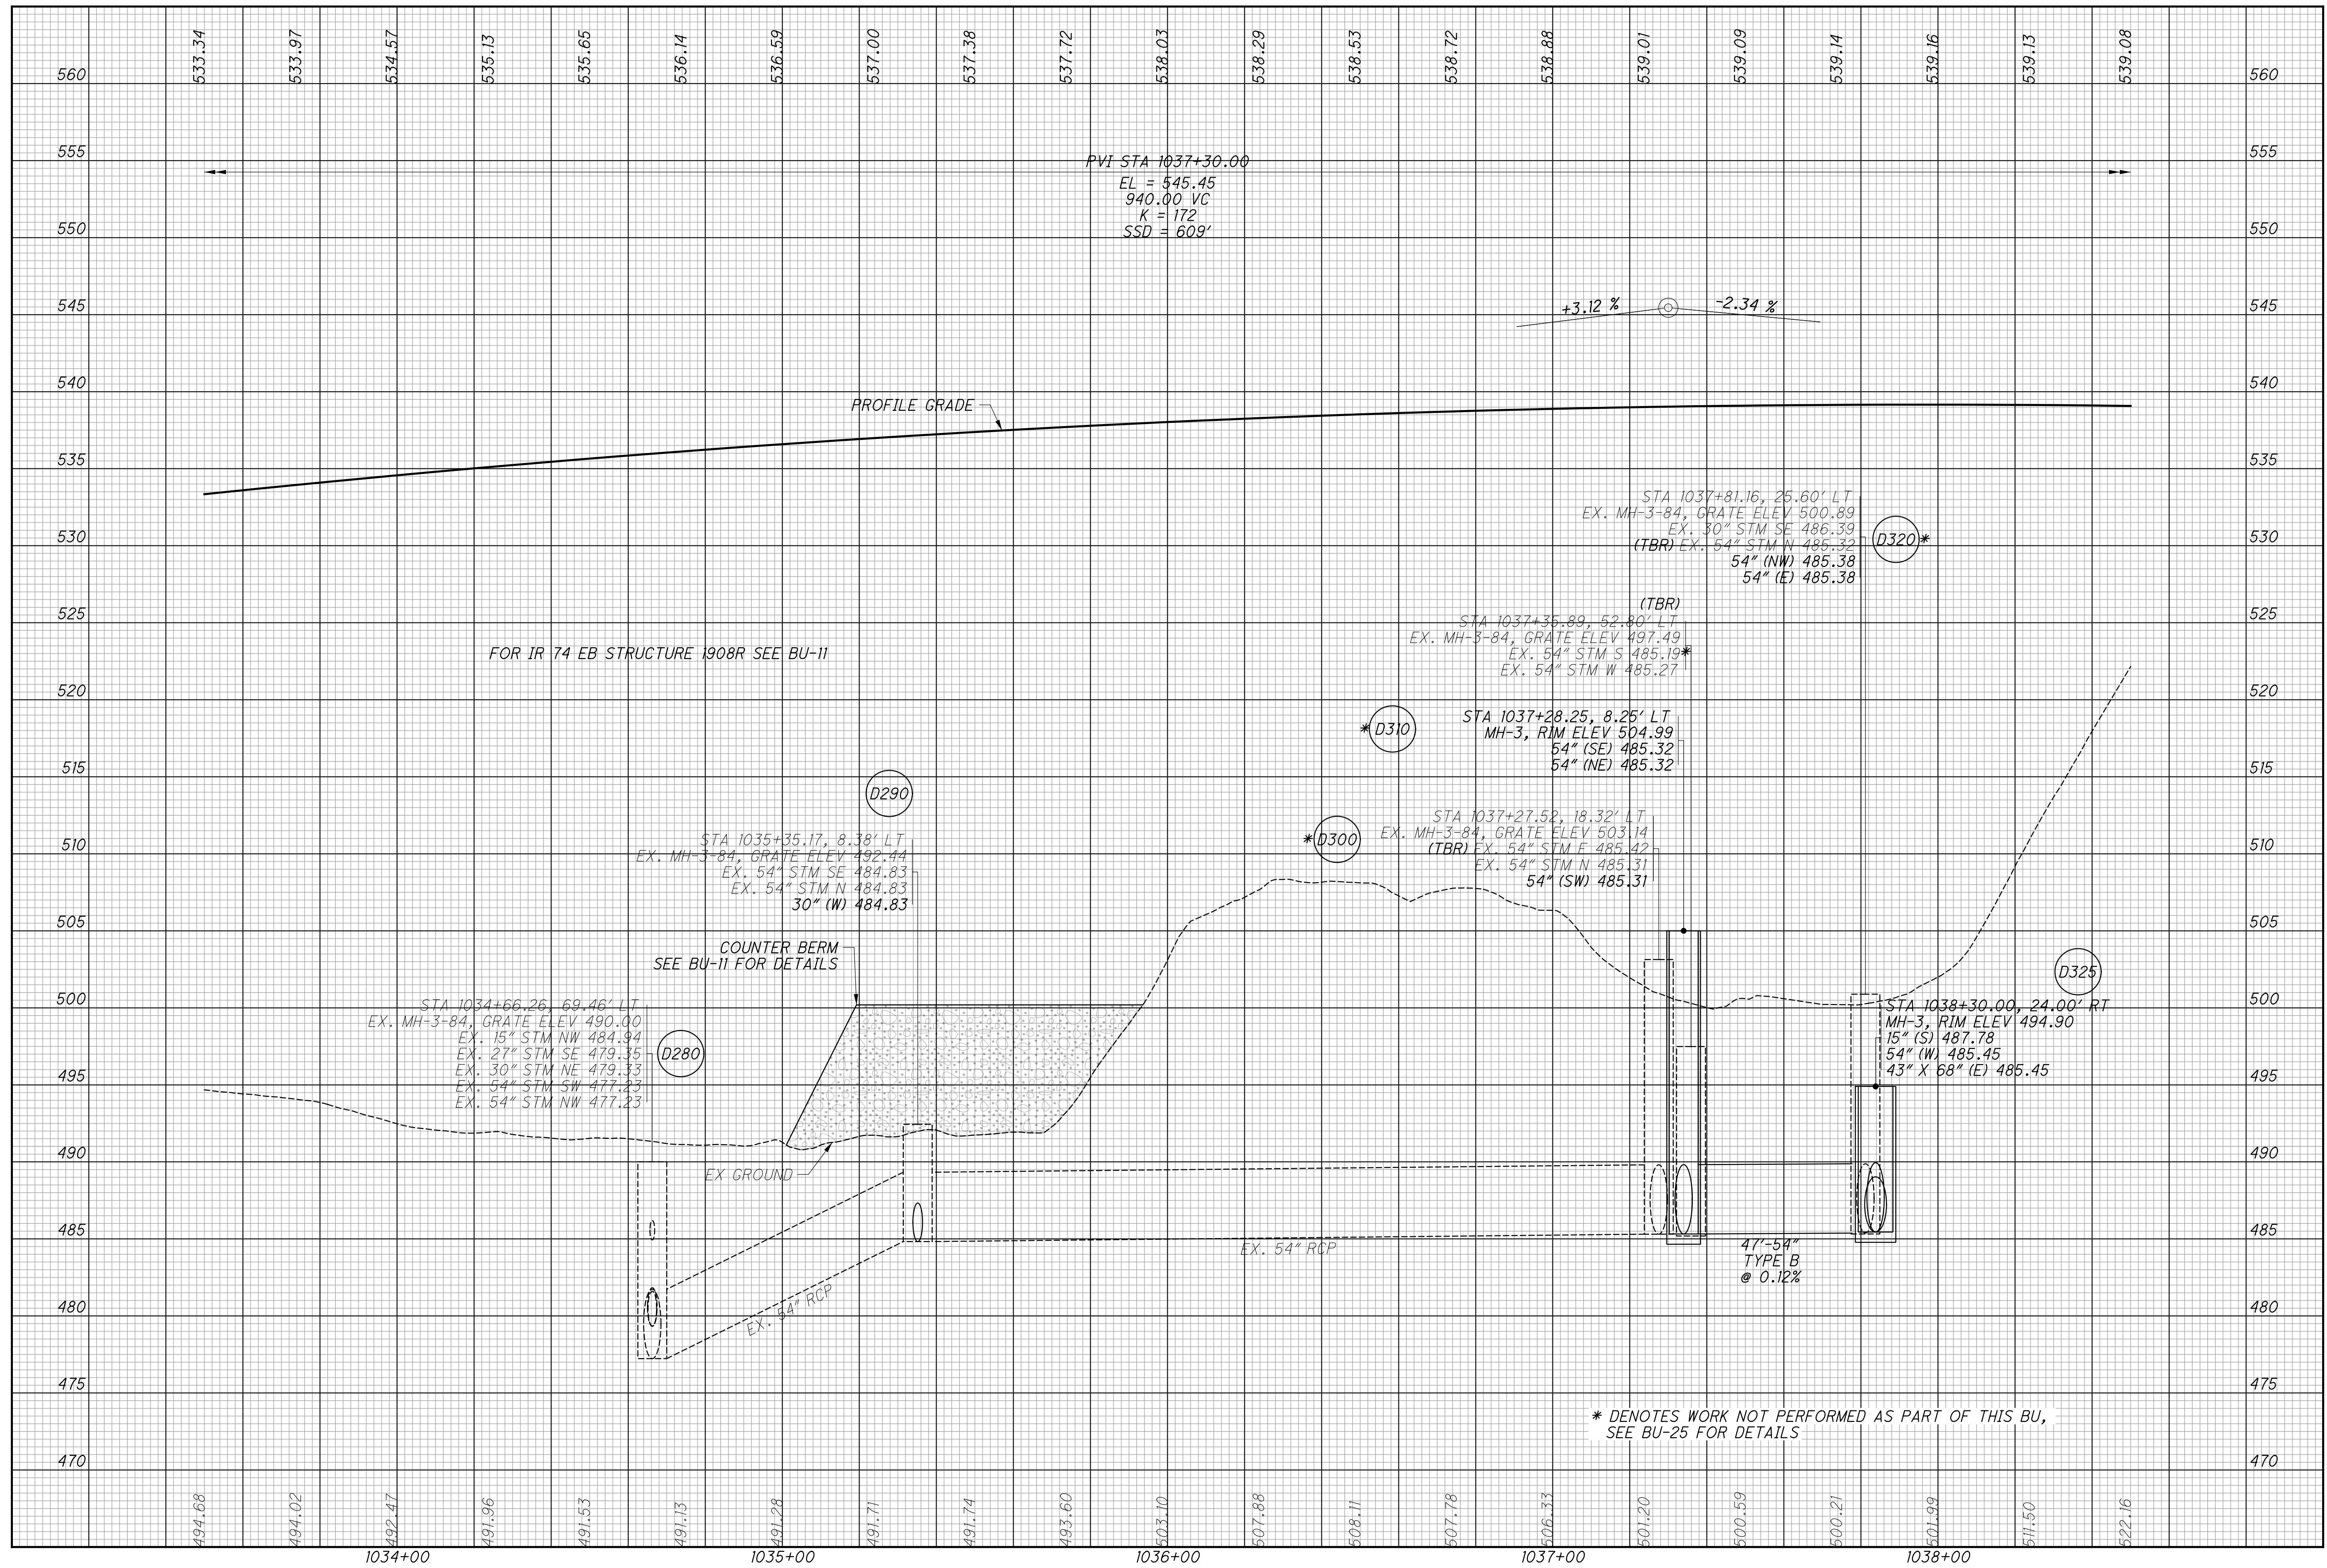 533.34
533.97
534.57
535.13
535.65
536.14
536.59
537.00
537.38
537.72
538.03
538.29
538.53
538.72
538.88
539.01
539.09
539.14
539.16
539.13
539.08
560 560
555 555
PVI STA 1037+30.00
EL = 545.45
940.00 VC
K = 172
SSD = 609'
550 550
545 545
+3.12 %
-2.34 %
540 540
PROFILE GRADE
535 535
STA 1037+81.16, 25.60' LT
EX. MH-3-84, GRATE ELEV 500.89
EX. 30" STM SE 486.39
(TBR) EX. 54" STM N 485.32
54" (NW) 485.38
54" (E) 485.38
D320 *
530 530
525 525
(TBR)
STA 1037+35.89, 52.80' LT
EX. MH-3-84, GRATE ELEV 497.49
EX. 54" STM S 485.19 *
EX. 54" STM W 485.27
FOR IR 74 EB STRUCTURE 1908R SEE BU-11
520 520
* D310
STA 1037+28.25, 8.25' LT
MH-3, RIM ELEV 504.99
54" (SE) 485.32
54" (NE) 485.32
515 515
D290
STA 1035+35.17, 8.38' LT
EX. MH-3-84, GRATE ELEV 492.44
EX. 54" STM SE 484.83
EX. 54" STM N 484.83
30" (W) 484.83
* D300
STA 1037+27.52, 18.32' LT
EX. MH-3-84, GRATE ELEV 503.14
(TBR) EX. 54" STM E 485.42
EX. 54" STM N 485.31
54" (SW) 485.31
510 510
505 505
COUNTER BERM
SEE BU-11 FOR DETAILS
D325
500 500
STA 1034+66.26, 69.46' LT
EX. MH-3-84, GRATE ELEV 490.00
EX. 15" STM NW 484.94
EX. 27" STM SE 479.35
EX. 30" STM NE 479.33
EX. 54" STM SW 477.23
EX. 54" STM NW 477.23
D280
STA 1038+30.00, 24.00' RT
MH-3, RIM ELEV 494.90
15" (S) 487.78
54" (W) 485.45
43" X 68" (E) 485.45
495 495
490 490
EX GROUND
485 485
EX. 54" RCP
47'-54"
TYPE B
@ 0.12%
480 480
EX. 54" RCP
475 475
* DENOTES WORK NOT PERFORMED AS PART OF THIS BU,
SEE BU-25 FOR DETAILS
470 470
494.68
494.02
492.47
491.96
491.53
491.13
491.28
491.71
491.74
493.60
503.10
507.88
508.11
507.78
506.33
501.20
500.59
500.21
501.99
511.50
522.16
1034+00
1035+00
1036+00
1037+00
1038+00